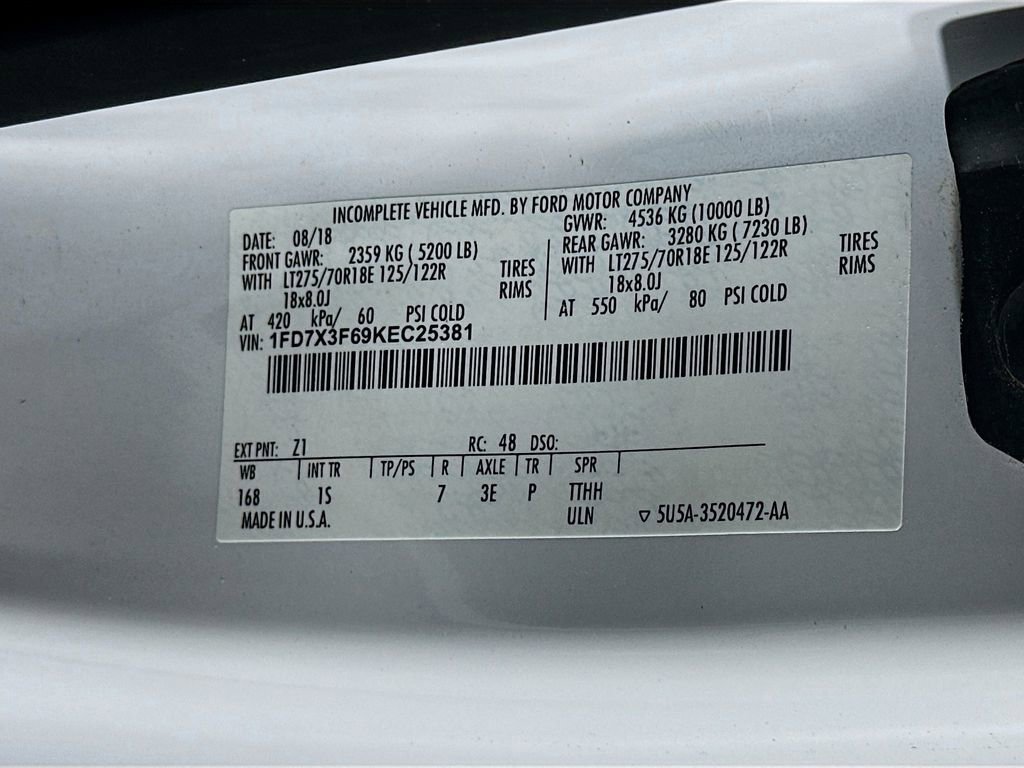 INCOMPLETE VEHICLE MFD. BY FORD MOTOR COMPANY
DATE: 08/18
FRONT GAWR: 2359 KG ( 5200 LB)
WITH LT275/70R18E 125/122R TIRES
18x8.0J RIMS
AT 420 kPa/ 60 PSI COLD
GVWR: 4536 KG (10000 LB)
REAR GAWR: 3280 KG ( 7230 LB)
WITH LT275/70R18E 125/122R TIRES
18x8.0J RIMS
AT 550 kPa/ 80 PSI COLD
VIN: 1FD7X3F69KEC25381
EXT PNT: Z1 RC: 48 DSO:
WB INT TR TP/PS R AXLE TR SPR
168 1S 7 3E P TTHH
MADE IN U.S.A. ULN ▽ 5U5A-3520472-AA